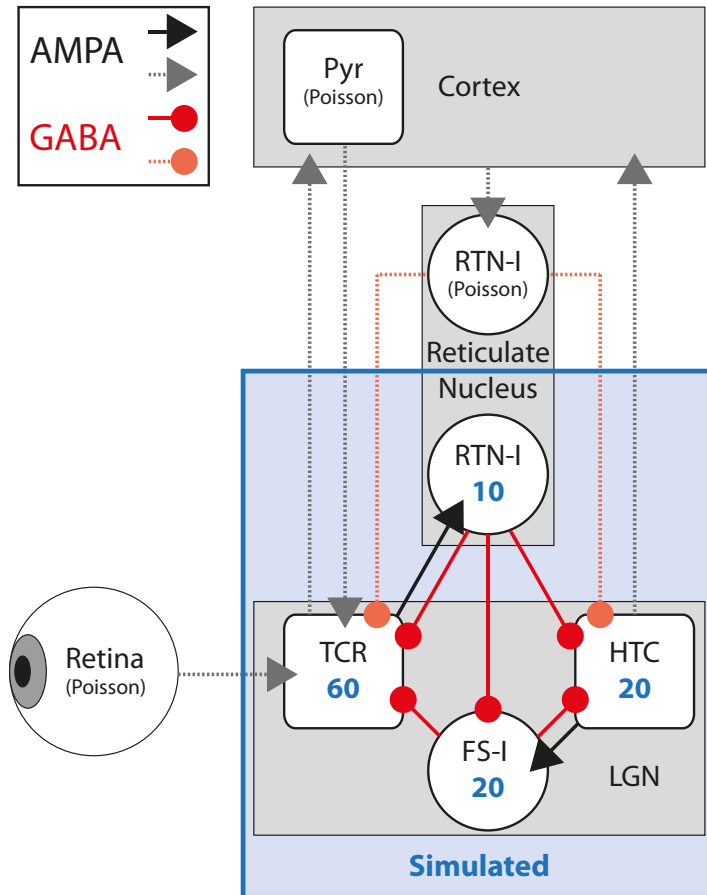 AMPA
GABA
Pyr
(Poisson)
Cortex
RTN-I
(Poisson)
Reticulate
Nucleus
RTN-I
10
Retina
(Poisson)
TCR
60
HTC
20
FS-I
20
LGN
Simulated